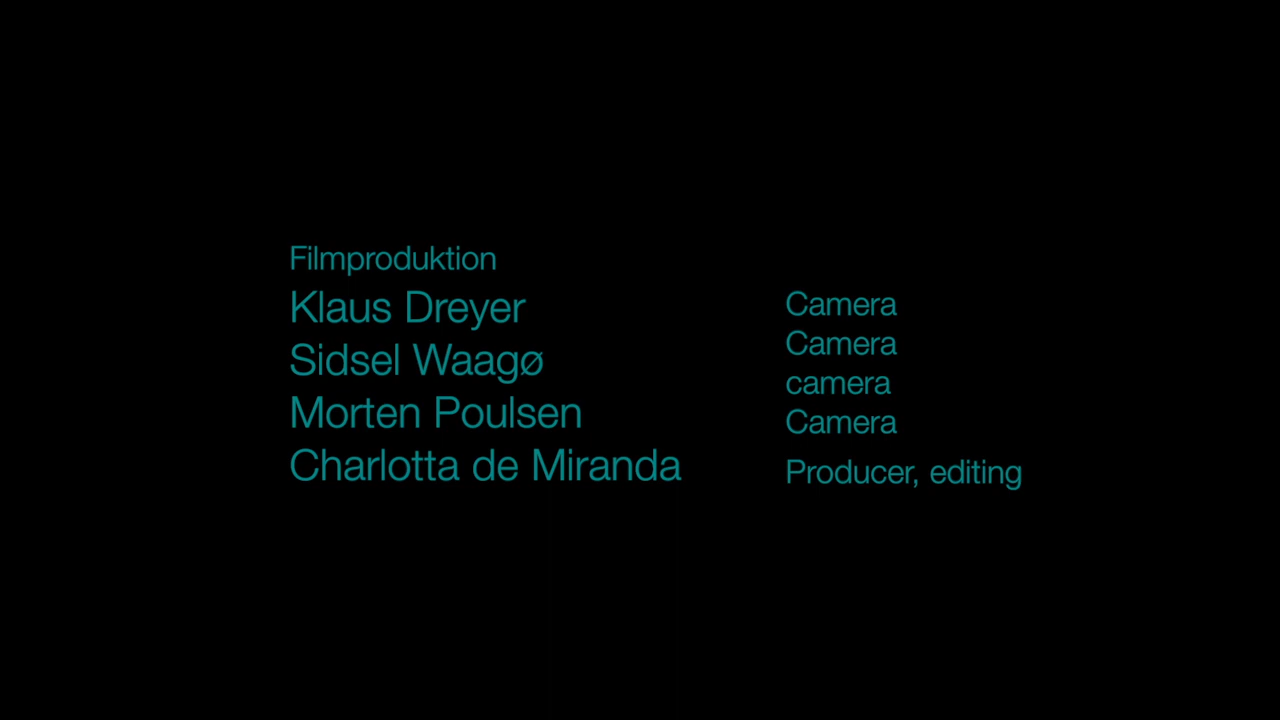 Filmproduktion
Klaus Dreyer
Sidsel Waagø
Morten Poulsen
Charlotta de Miranda
Camera
Camera
camera
Camera
Producer, editing